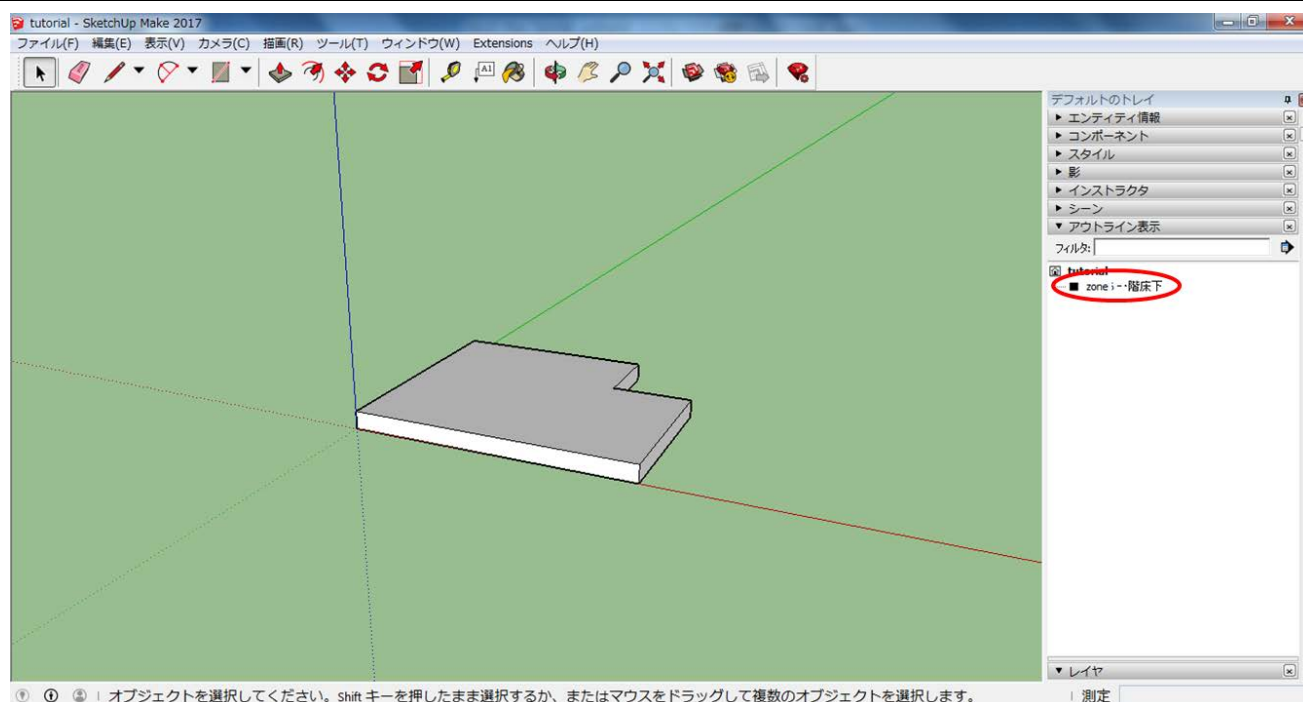 tutorial - SketchUp Make 2017
ファイル(F) 編集(E) 表示(V) カメラ(C) 描画(R) ツール(T) ウィンドウ(W) Extensions ヘルプ(H)
A1
デフォルトのトレイ
エンティティ情報
コンポーネント
スタイル
影
インストラクタ
シーン
アウトライン表示
フィルタ:
tutorial
zone 階床下
レイヤ
オブジェクトを選択してください。Shift キーを押したまま選択するか、またはマウスをドラッグして複数のオブジェクトを選択します。
測定